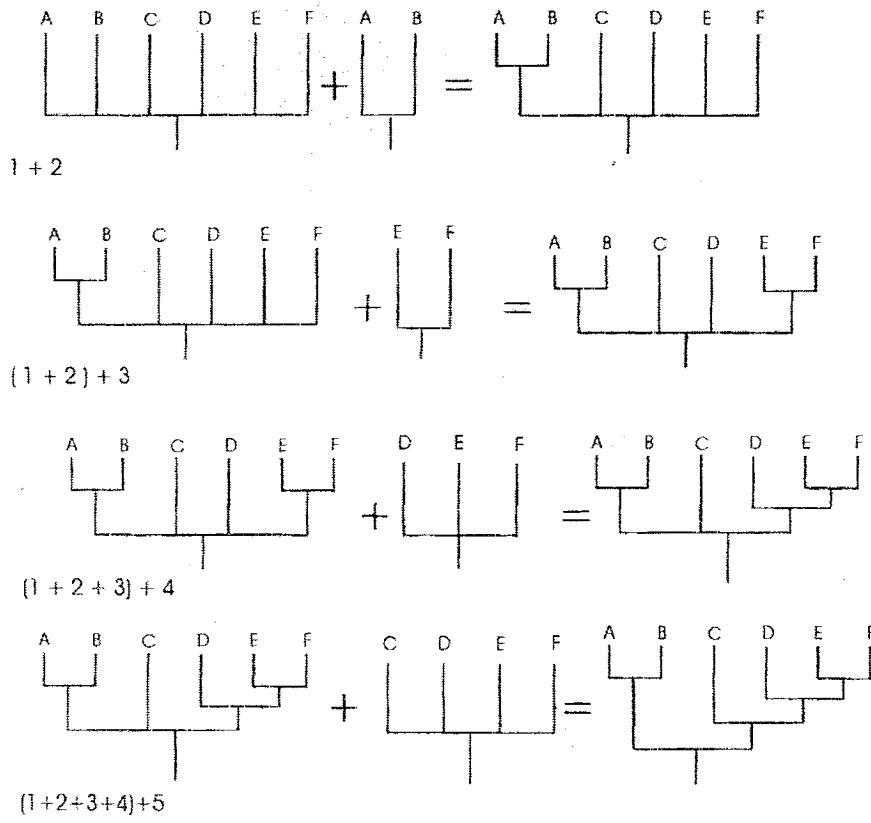 A B C D E F + A B = A B C D E F
1 + 2
A B C D E F + E F = A B C D E F
(1 + 2) + 3
A B C D E F + D E F = A B C D E F
(1 + 2 + 3) + 4
A B C D E F + C D E F = A B C D E F
(1+2+3+4)+5